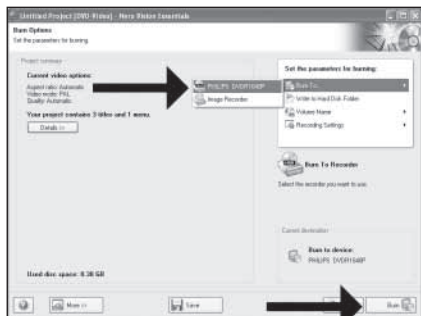 Untitled Project [DVD-Video] - Nero Vision Essentials
Burn Options
Set the parameters for burning.
Project summary
Current video options:
Aspect ratio: Automatic
Video mode: PAL
Quality: Automatic
Your project contains 3 titles and 1 menu.
Details >>
Used disc space: 0.38 GB
PHILIPS DVDR1640P
Image Recorder
Set the parameters for burning:
Burn To...
Write to Hard Disk Folder
Volume Name
Recording Settings
Burn To Recorder
Select the recorder you want to use.
Current destination
Burn to device:
PHILIPS DVDR1640P
More >>
Save
Burn